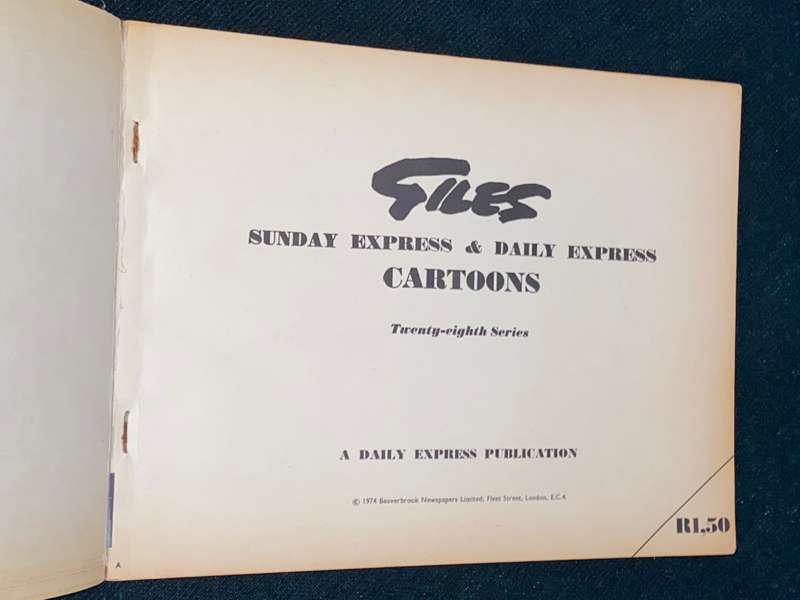 GILES
SUNDAY EXPRESS & DAILY EXPRESS
CARTOONS
Twenty-eighth Series
A DAILY EXPRESS PUBLICATION
© 1974 Beaverbrook Newspapers Limited, Fleet Street, London, E.C.4
R1,50
A